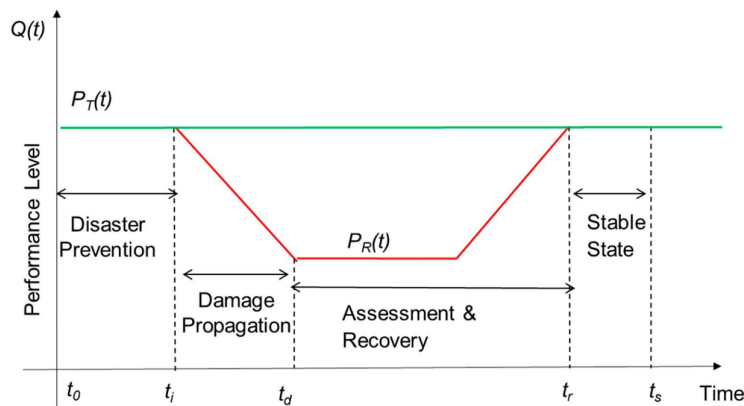 Q(t)
P_T(t)
Performance Level
Disaster
Prevention
Damage
Propagation
P_R(t)
Assessment &
Recovery
Stable
State
t_0
t_i
t_d
t_r
t_s
Time